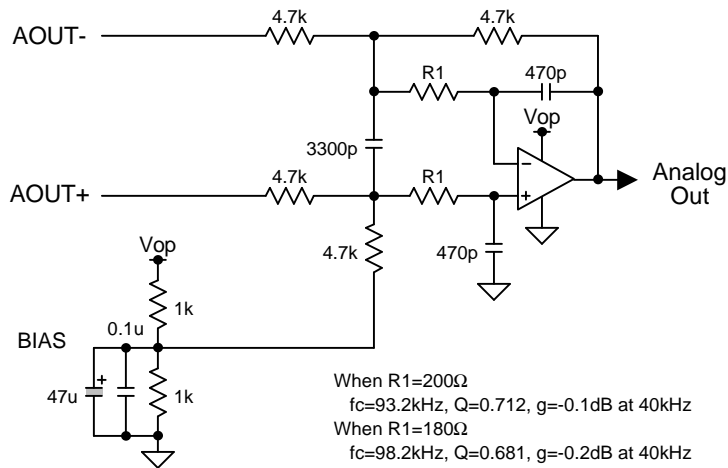 4.7k
4.7k
AOUT-
R1
470p
Vop
3300p
−
4.7k
R1
+
Analog
Out
AOUT+
4.7k
470p
Vop
1k
0.1u
BIAS
+
47u
1k
When R1=200Ω
fc=93.2kHz, Q=0.712, g=-0.1dB at 40kHz
When R1=180Ω
fc=98.2kHz, Q=0.681, g=-0.2dB at 40kHz